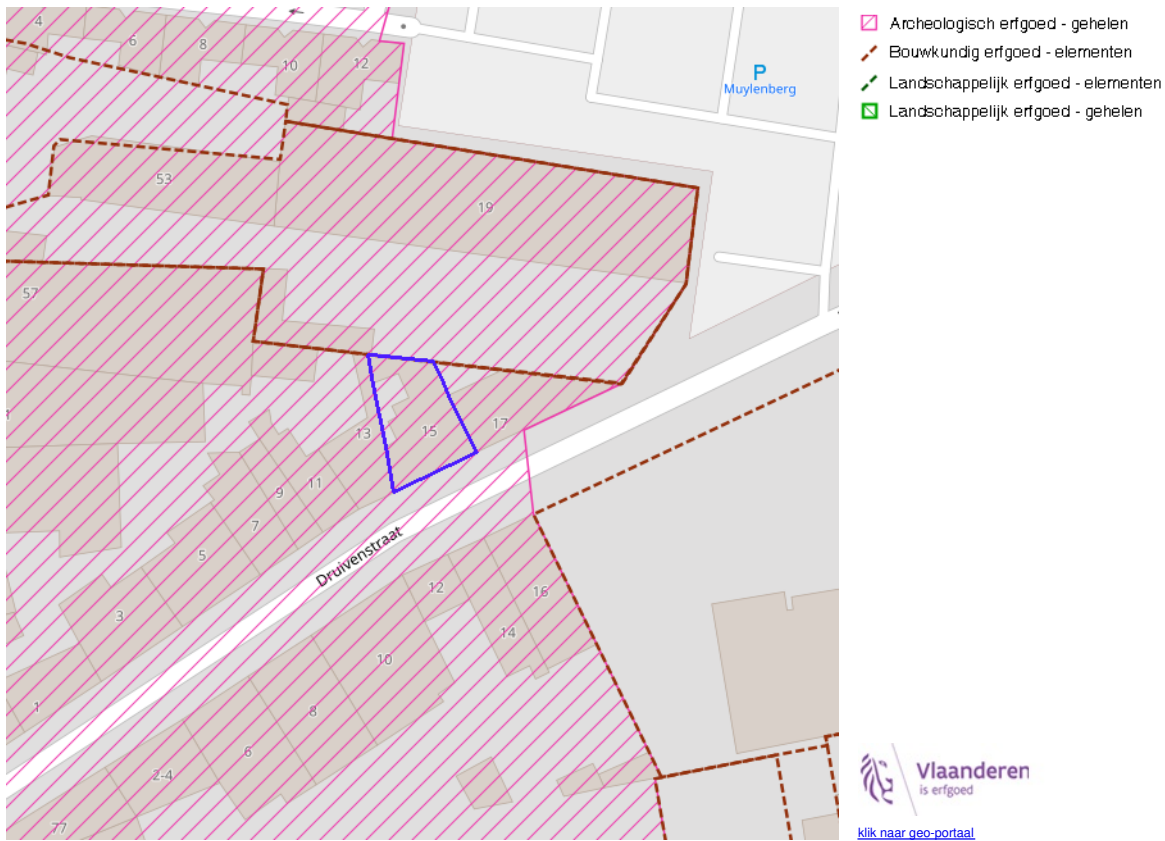 4
6
8
10
12
P
Muylenberg
53
19
57
13
15
17
11
9
7
5
3
1
Druivenstraat
12
16
14
10
8
6
2-4
77
Archeologisch erfgoed - gehelen
Bouwkundig erfgoed - elementen
Landschappelijk erfgoed - elementen
Landschappelijk erfgoed - gehelen
Vlaanderen
is erfgoed
klik naar geo-portaal